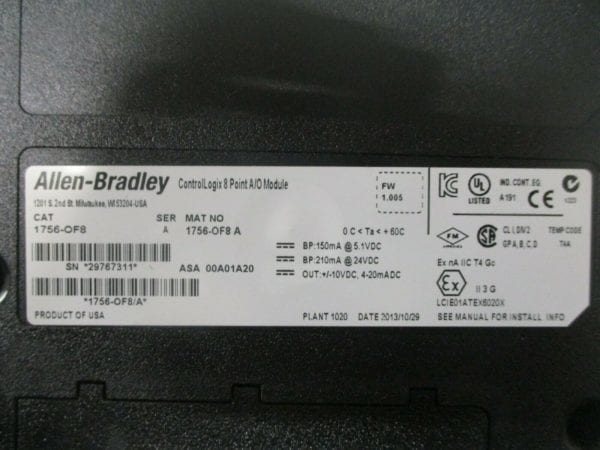 Allen-Bradley ControlLogix 8 Point A/O Module
1201 S. 2nd St. Milwaukee, WI 53204-USA
FW
1.005
CAT SER MAT NO
1756-OF8 A 1756-OF8 A
SN *29767311* ASA 00A01A20
*1756-OF8/A*
PRODUCT OF USA
0 C < Ta < + 60C
BP:150mA @ 5.1VDC
BP:210mA @ 24VDC
OUT:+/-10VDC, 4-20mADC
PLANT 1020 DATE 2013/10/29
UL
LISTED
IND. CONT. EQ.
A191
CE
FM
APPROVED
CL I, DIV 2
GP A, B, C, D
TEMP CODE
T4A
Ex nA IIC T4 Gc
Ex
II 3 G
LCIE01ATEX6020X
SEE MANUAL FOR INSTALL INFO